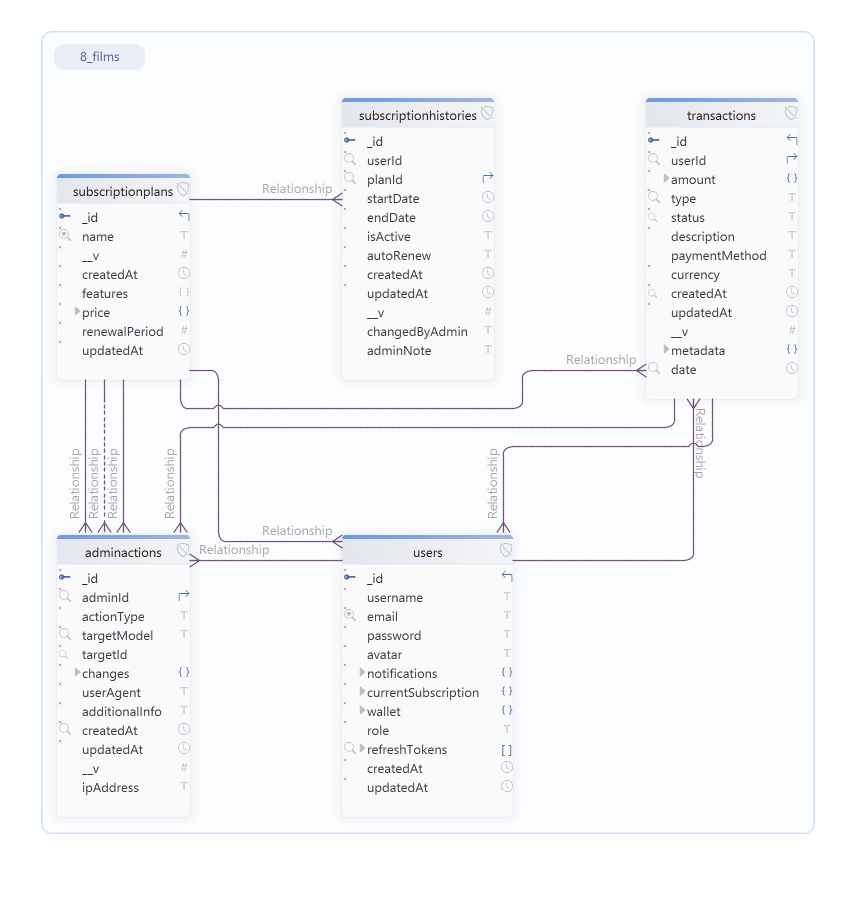 8_films
subscriptionhistories
_id
userId
planId
startDate
endDate
isActive
T
autoRenew
T
createdAt
updatedAt
__v
#
changedByAdmin
T
adminNote
T
transactions
_id
userId
amount
{ }
type
T
status
T
description
T
paymentMethod
T
currency
T
createdAt
updatedAt
__v
#
metadata
{ }
date
subscriptionplans
_id
name
T
__v
#
createdAt
features
{ }
price
{ }
renewalPeriod
#
updatedAt
Relationship
Relationship
Relationship
Relationship
Relationship
Relationship
Relationship
Relationship
Relationship
Relationship
adminactions
_id
adminId
actionType
T
targetModel
T
targetId
changes
{ }
userAgent
T
additionalInfo
T
createdAt
updatedAt
__v
#
ipAddress
T
users
_id
username
T
email
T
password
T
avatar
T
notifications
{ }
currentSubscription
{ }
wallet
{ }
role
T
refreshTokens
[ ]
createdAt
updatedAt